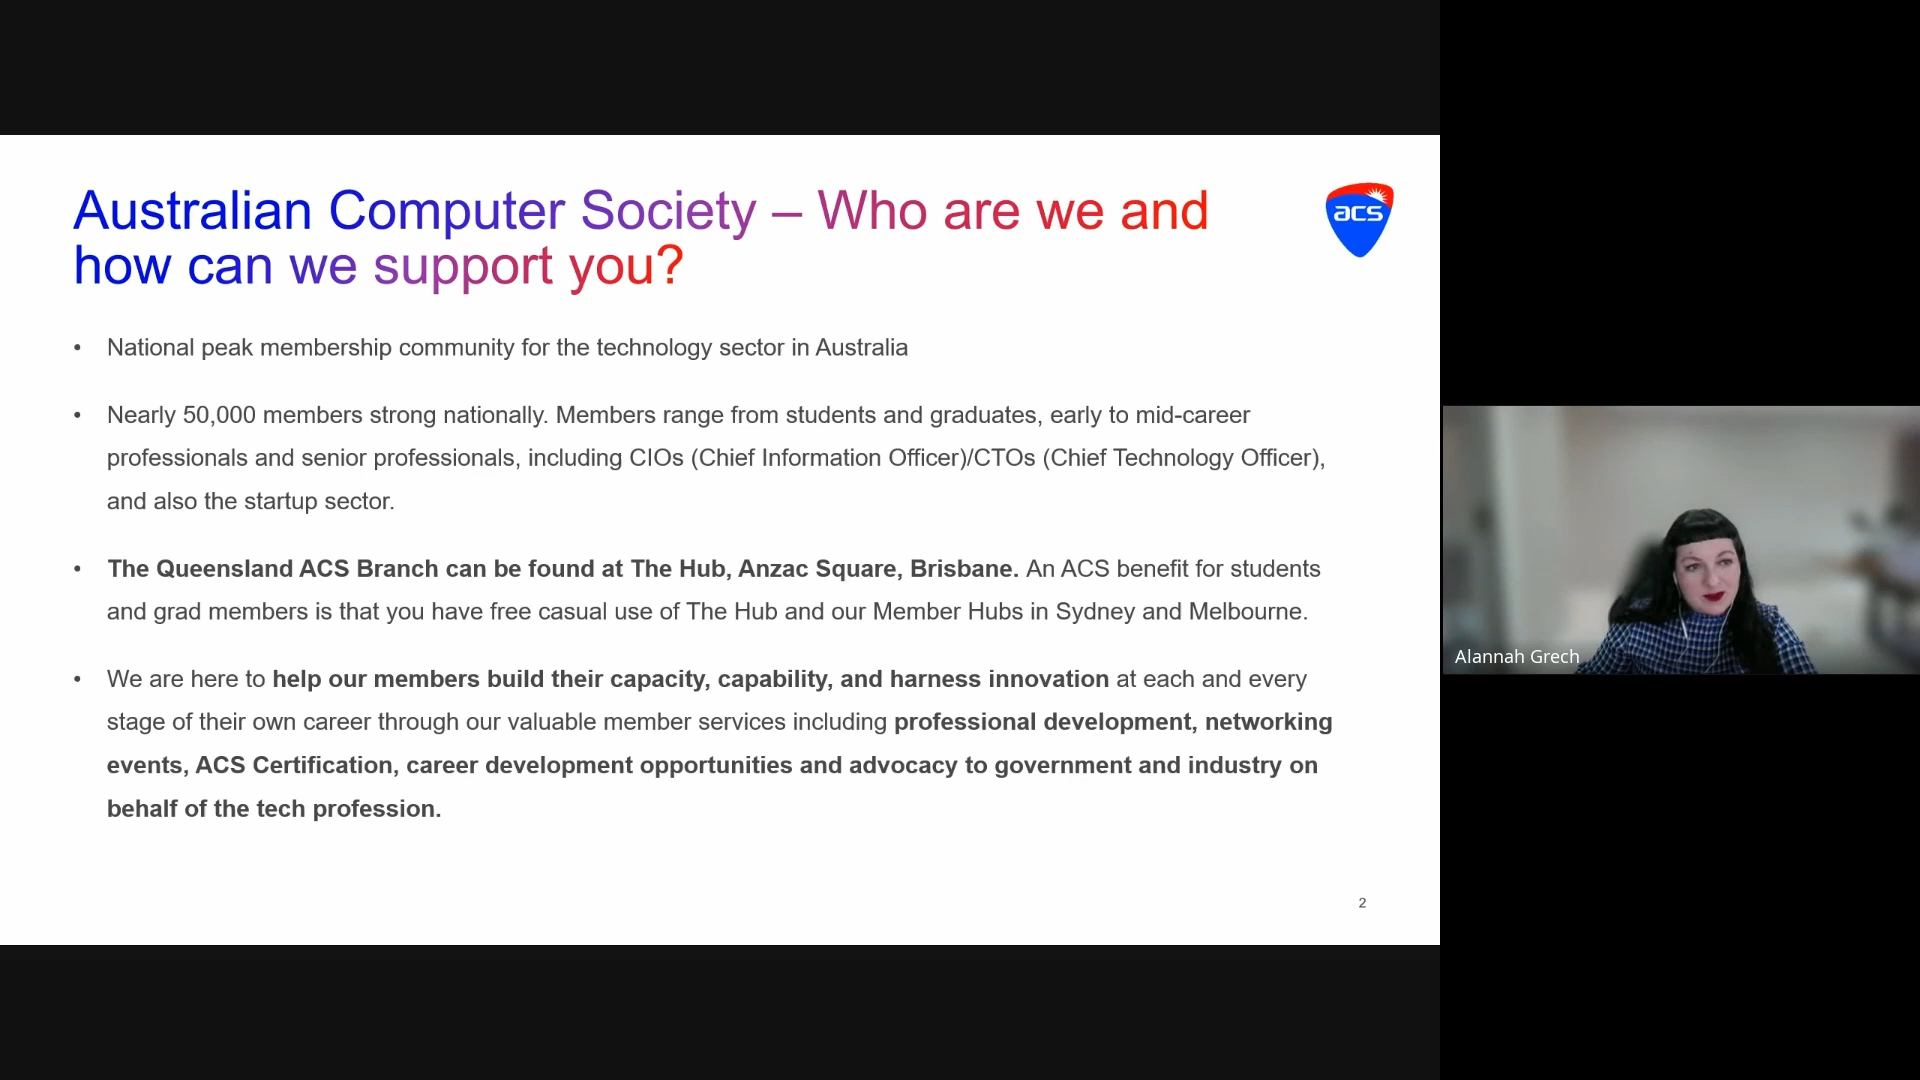 Australian Computer Society – Who are we and
how can we support you?
acs
• National peak membership community for the technology sector in Australia
• Nearly 50,000 members strong nationally. Members range from students and graduates, early to mid-career
professionals and senior professionals, including CIOs (Chief Information Officer)/CTOs (Chief Technology Officer),
and also the startup sector.
• The Queensland ACS Branch can be found at The Hub, Anzac Square, Brisbane. An ACS benefit for students
and grad members is that you have free casual use of The Hub and our Member Hubs in Sydney and Melbourne.
• We are here to help our members build their capacity, capability, and harness innovation at each and every
stage of their own career through our valuable member services including professional development, networking
events, ACS Certification, career development opportunities and advocacy to government and industry on
behalf of the tech profession.
2
Alannah Grech